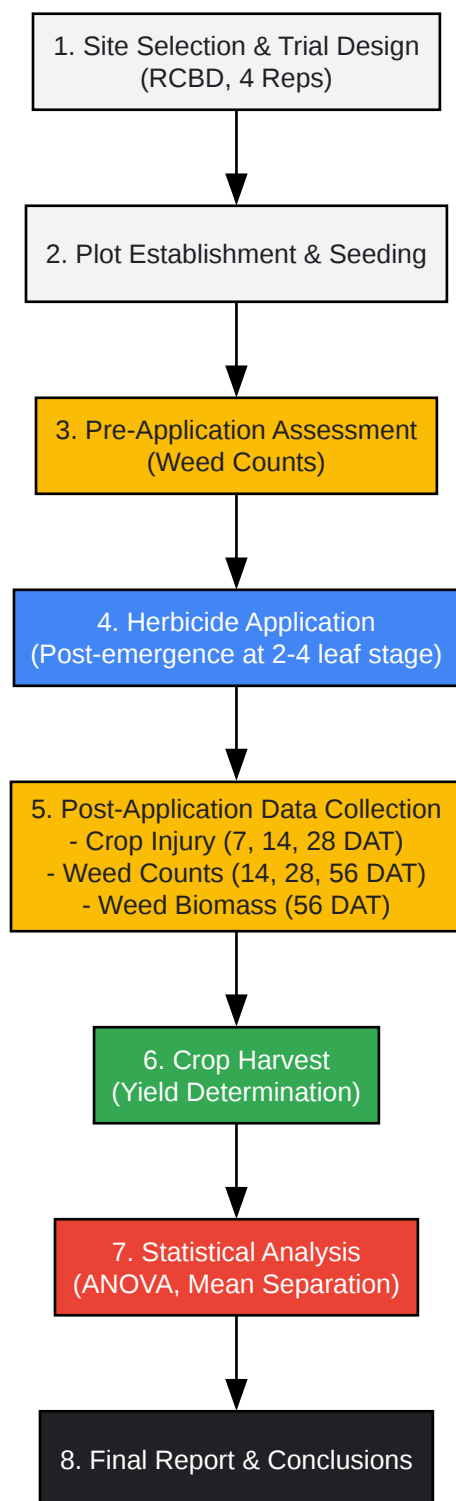 1. Site Selection & Trial Design
(RCBD, 4 Reps)
2. Plot Establishment & Seeding
3. Pre-Application Assessment
(Weed Counts)
4. Herbicide Application
(Post-emergence at 2-4 leaf stage)
5. Post-Application Data Collection
- Crop Injury (7, 14, 28 DAT)
- Weed Counts (14, 28, 56 DAT)
- Weed Biomass (56 DAT)
6. Crop Harvest
(Yield Determination)
7. Statistical Analysis
(ANOVA, Mean Separation)
8. Final Report & Conclusions